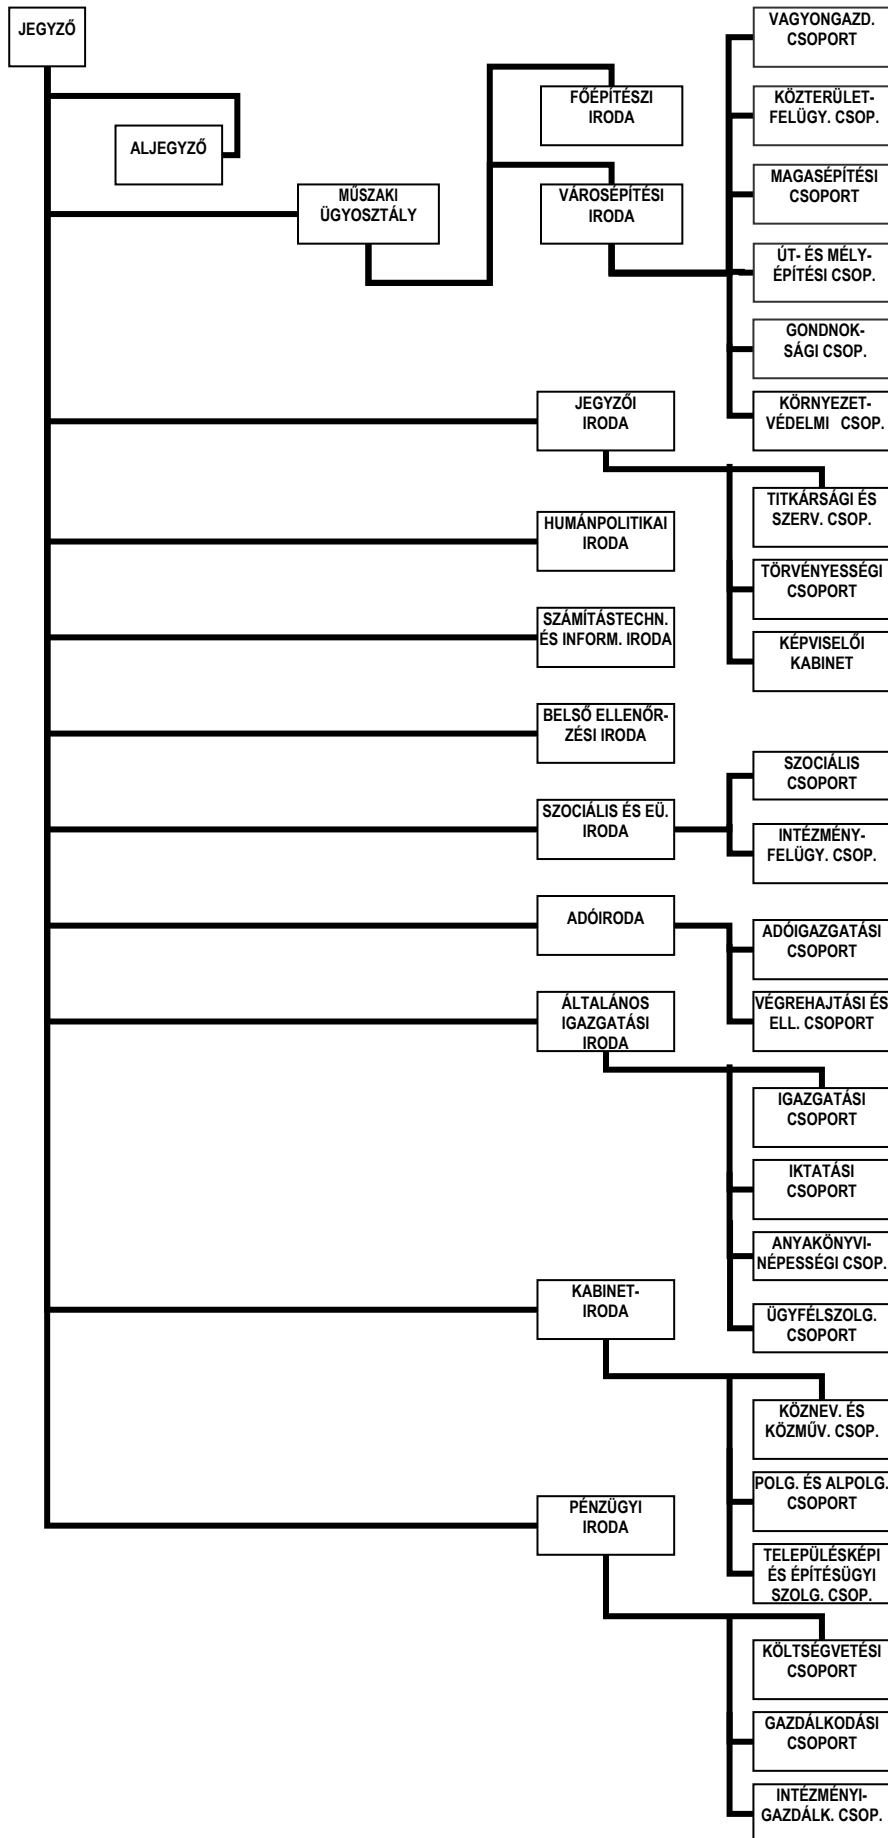 JEGYZŐ
ALJEGYZŐ
MŰSZAKI
ÜGYOSZTÁLY
FŐÉPÍTÉSZI
IRODA
VÁROSÉPÍTÉSI
IRODA
VAGYONGAZD.
CSOPORT
KÖZTERÜLET-
FELÜGY. CSOP.
MAGASÉPÍTÉSI
CSOPORT
ÚT- ÉS MÉLY-
ÉPÍTÉSI CSOP.
GONDNOK-
SÁGI CSOP.
KÖRNYEZET-
VÉDELMI CSOP.
JEGYZŐI
IRODA
TITKÁRSÁGI ÉS
SZERV. CSOP.
TÖRVÉNYESSÉGI
CSOPORT
KÉPVISELŐI
KABINET
HUMÁNPOLITIKAI
IRODA
SZÁMÍTÁSTECHN.
ÉS INFORM. IRODA
BELSŐ ELLENŐR-
ZÉSI IRODA
SZOCIÁLIS ÉS EÜ.
IRODA
SZOCIÁLIS
CSOPORT
INTÉZMÉNY-
FELÜGY. CSOP.
ADÓIRODA
ADÓIGAZGATÁSI
CSOPORT
VÉGREHAJTÁSI ÉS
ELL. CSOPORT
ÁLTALÁNOS
IGAZGATÁSI
IRODA
IGAZGATÁSI
CSOPORT
IKTATÁSI
CSOPORT
ANYAKÖNYVI-
NÉPESSÉGI CSOP.
ÜGYFÉLSZOLG.
CSOPORT
KABINET-
IRODA
KÖZNEV. ÉS
KÖZMŰV. CSOP.
POLG. ÉS ALPOLG.
CSOPORT
TELEPÜLÉSKÉPI
ÉS ÉPÍTÉSÜGYI
SZOLG. CSOP.
PÉNZÜGYI
IRODA
KÖLTSÉGVETÉSI
CSOPORT
GAZDÁLKODÁSI
CSOPORT
INTÉZMÉNYI-
GAZDÁLK. CSOP.